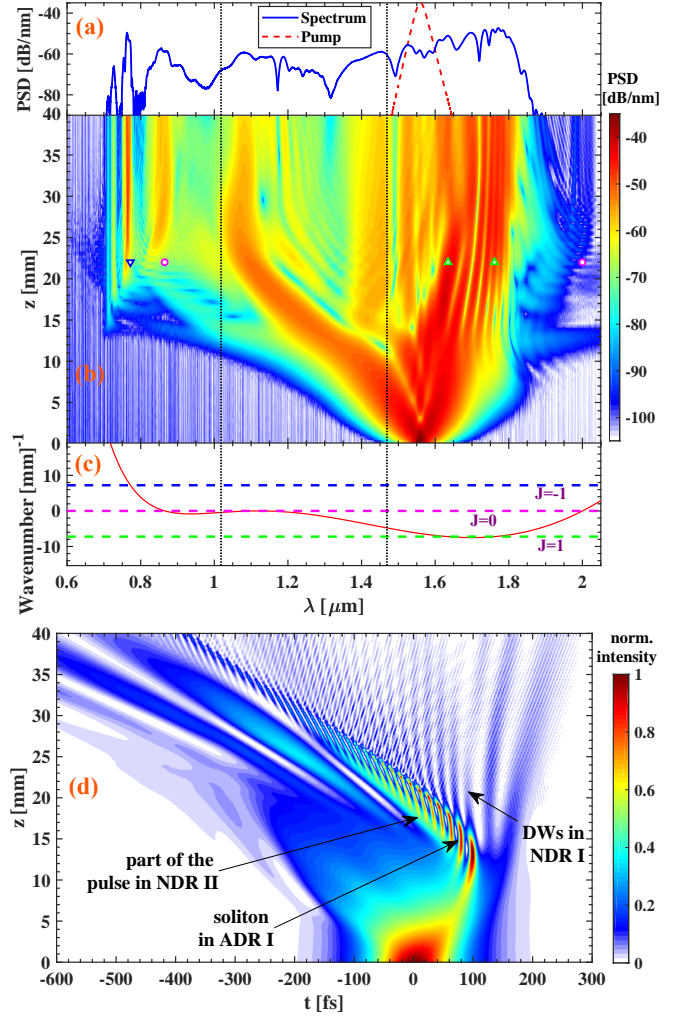 (a)
Spectrum
Pump
PSD [dB/nm]
-40
-60
-80
PSD
[dB/nm]
(b)
z [mm]
35
30
25
20
15
10
5
0
-40
-50
-60
-70
-80
-90
-100
(c)
Wavenumber [mm]-1
10
0
-10
J=-1
J=0
J=1
0.6 0.8 1 1.2 1.4 1.6 1.8 2
λ [μm]
(d)
z [mm]
40
35
30
25
20
15
10
5
0
norm.
intensity
1
0.8
0.6
0.4
0.2
0
DWs in
NDR I
part of the
pulse in NDR II
soliton
in ADR I
-600 -500 -400 -300 -200 -100 0 100 200 300
t [fs]